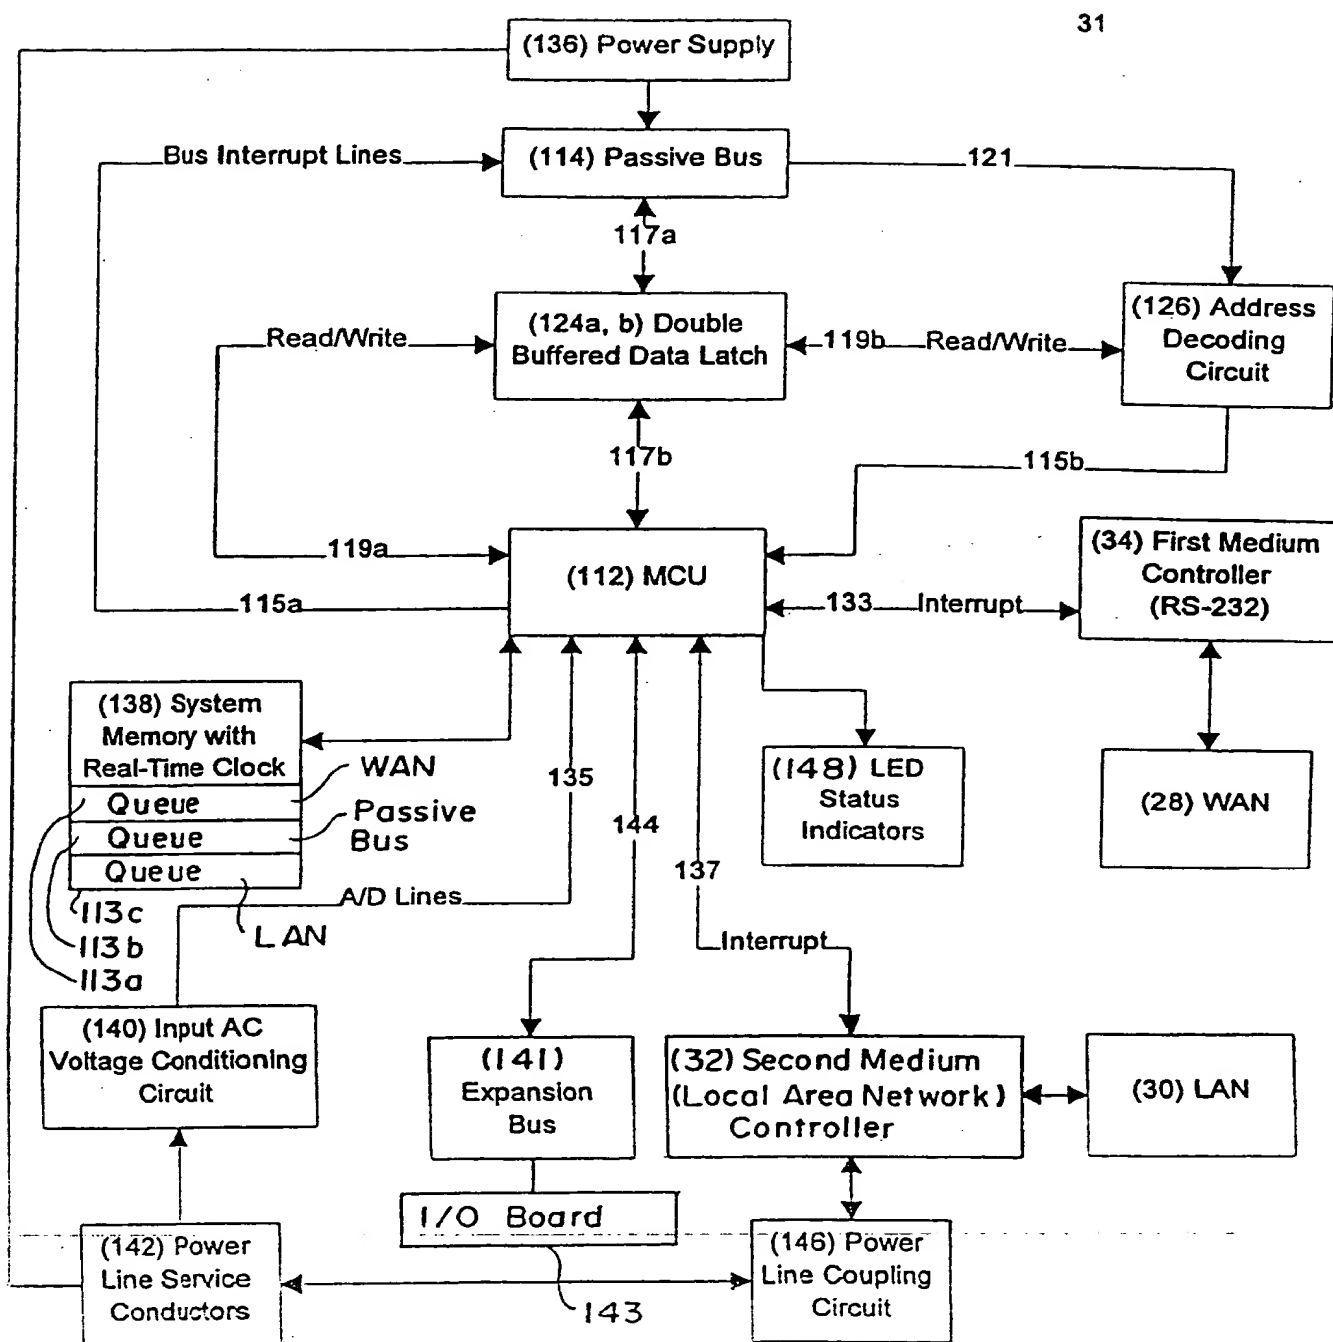 31
(136) Power Supply
Bus Interrupt Lines
(114) Passive Bus
121
117a
Read/Write
(124a, b) Double
Buffered Data Latch
119b
Read/Write
(126) Address
Decoding
Circuit
117b
115b
119a
(112) MCU
115a
133
Interrupt
(34) First Medium
Controller
(RS-232)
(138) System
Memory with
Real-Time Clock
Queue
Queue
Queue
WAN
Passive
Bus
LAN
113c
113b
113a
A/D Lines
135
144
137
(148) LED
Status
Indicators
(28) WAN
Interrupt
(140) Input AC
Voltage Conditioning
Circuit
(141)
Expansion
Bus
(32) Second Medium
(Local Area Network)
Controller
(30) LAN
I/O Board
143
(142) Power
Line Service
Conductors
(146) Power
Line Coupling
Circuit